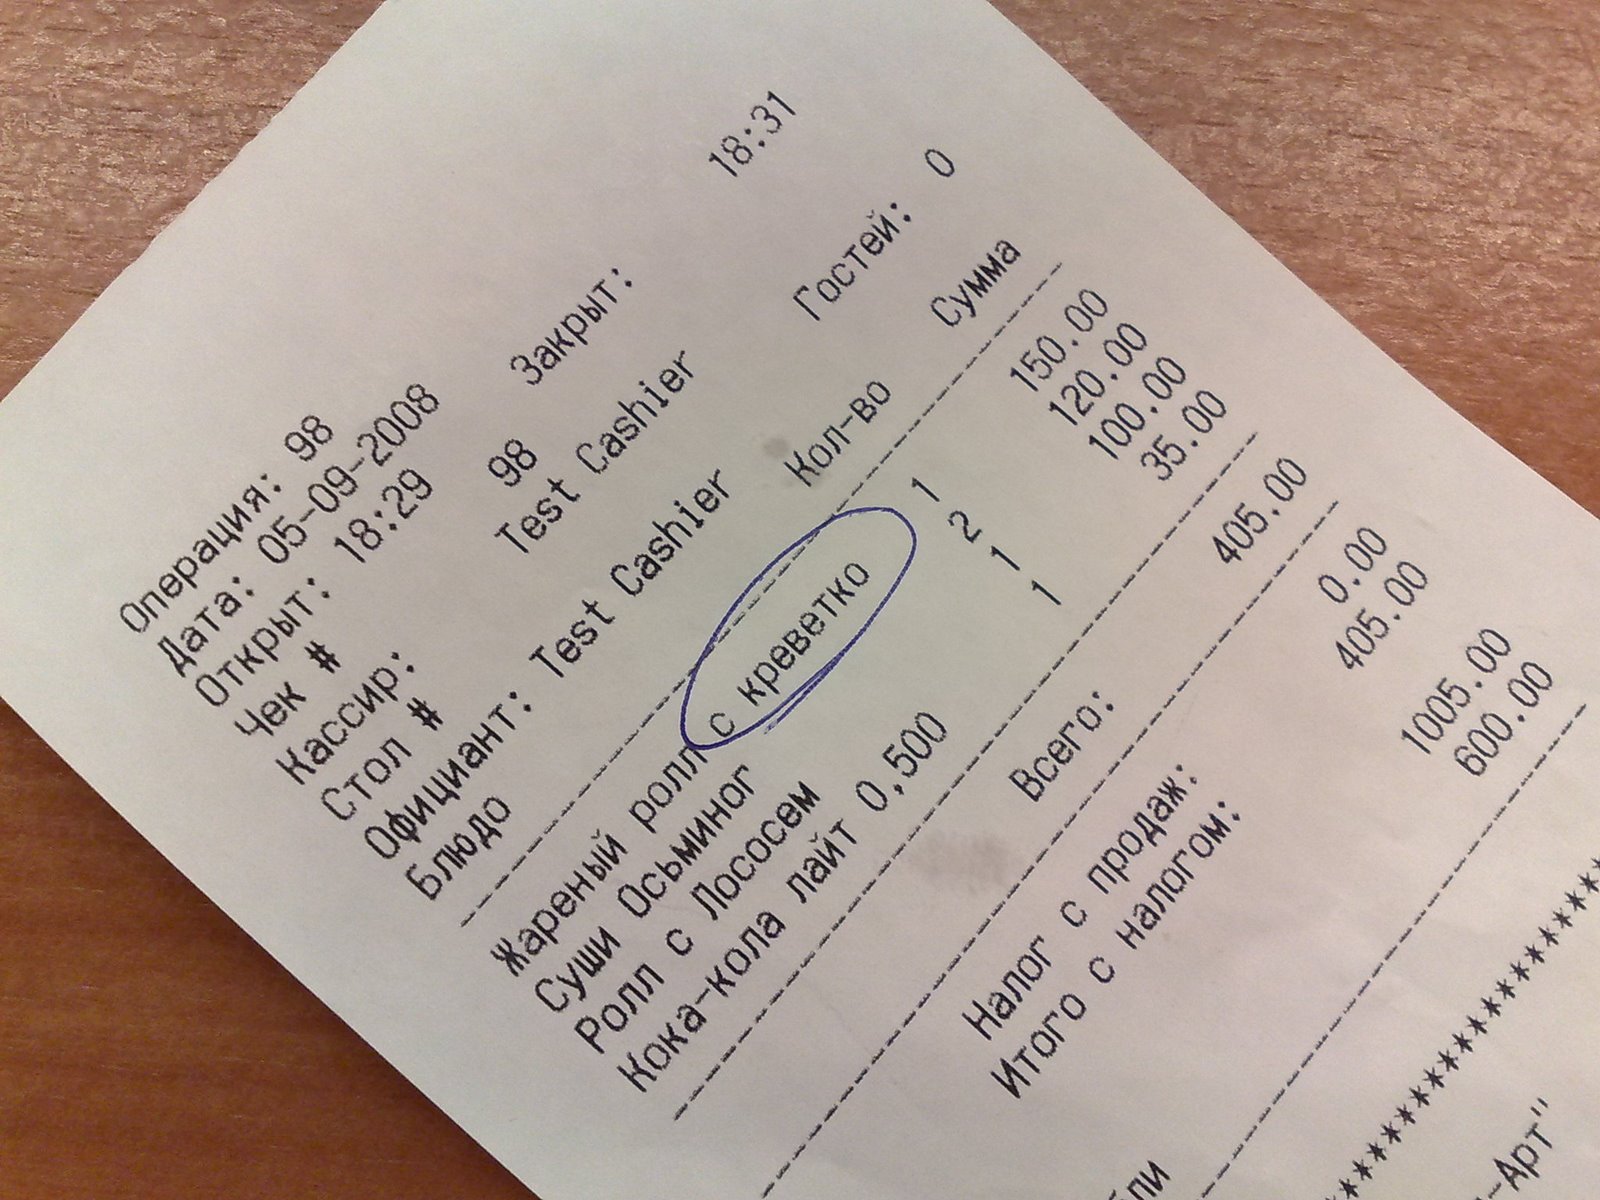 Операция: 98
Дата: 05-09-2008
Открыт: 18:29 Закрыт: 18:31
Чек # 98
Кассир: Test Cashier
Стол # Гостей: 0
Официант: Test Cashier
Блюдо Кол-во Сумма
Жареный ролл с креветко 1 150.00
Суши Осьминог 2 120.00
Ролл с Лососем 1 100.00
Кока-кола лайт 0,500 1 35.00
Всего: 405.00
Налог с продаж: 0.00
Итого с налогом: 405.00
1005.00
600.00
********************
-Арт"